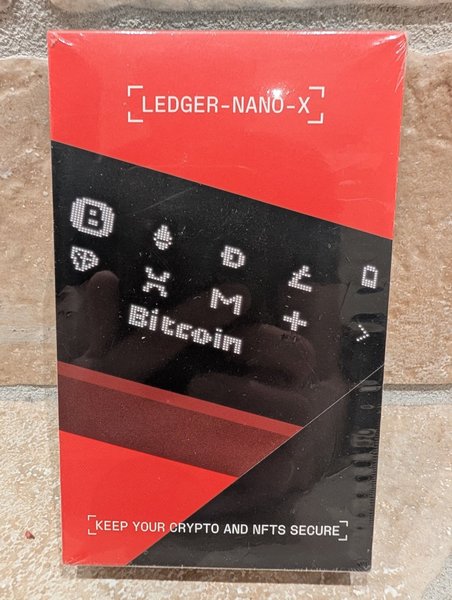 LEDGER-NANO-X
Bitcoin
KEEP YOUR CRYPTO AND NFTS SECURE